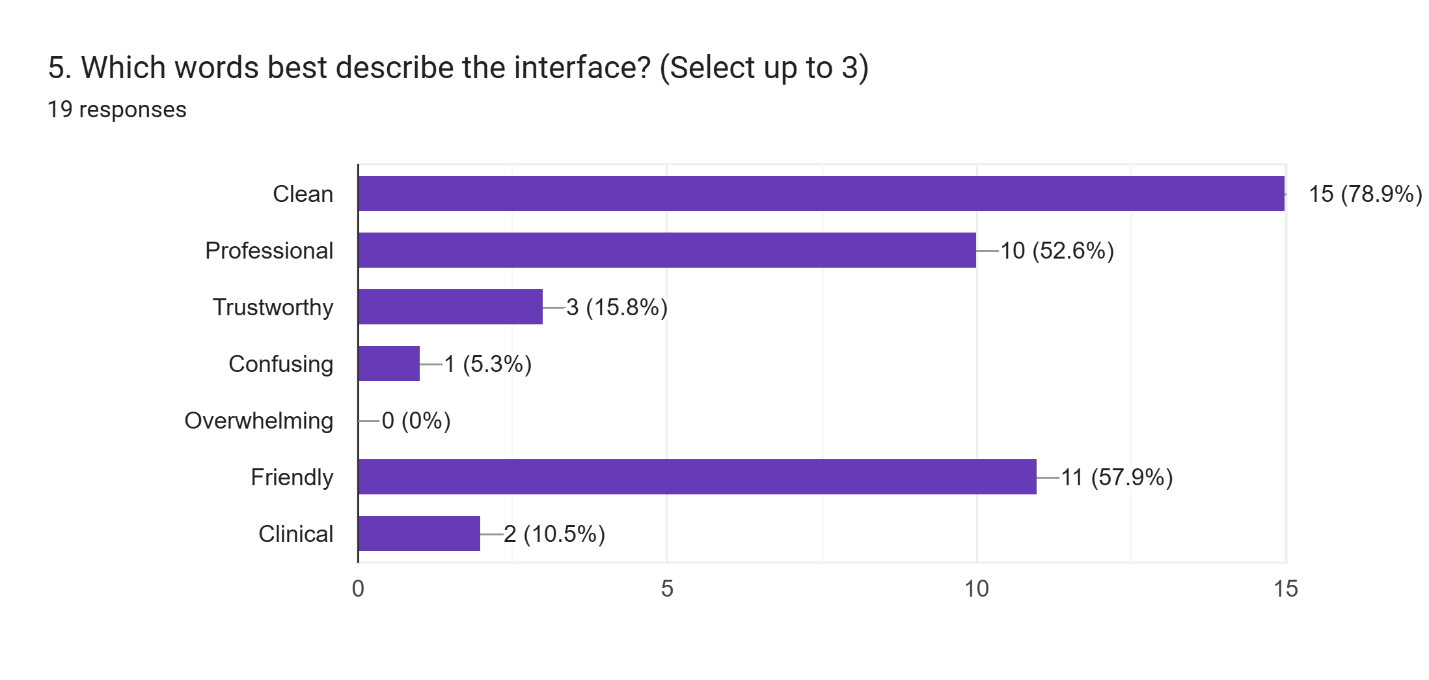 5. Which words best describe the interface? (Select up to 3)
19 responses
Clean 15 (78.9%)
Professional 10 (52.6%)
Trustworthy 3 (15.8%)
Confusing 1 (5.3%)
Overwhelming 0 (0%)
Friendly 11 (57.9%)
Clinical 2 (10.5%)
0 5 10 15